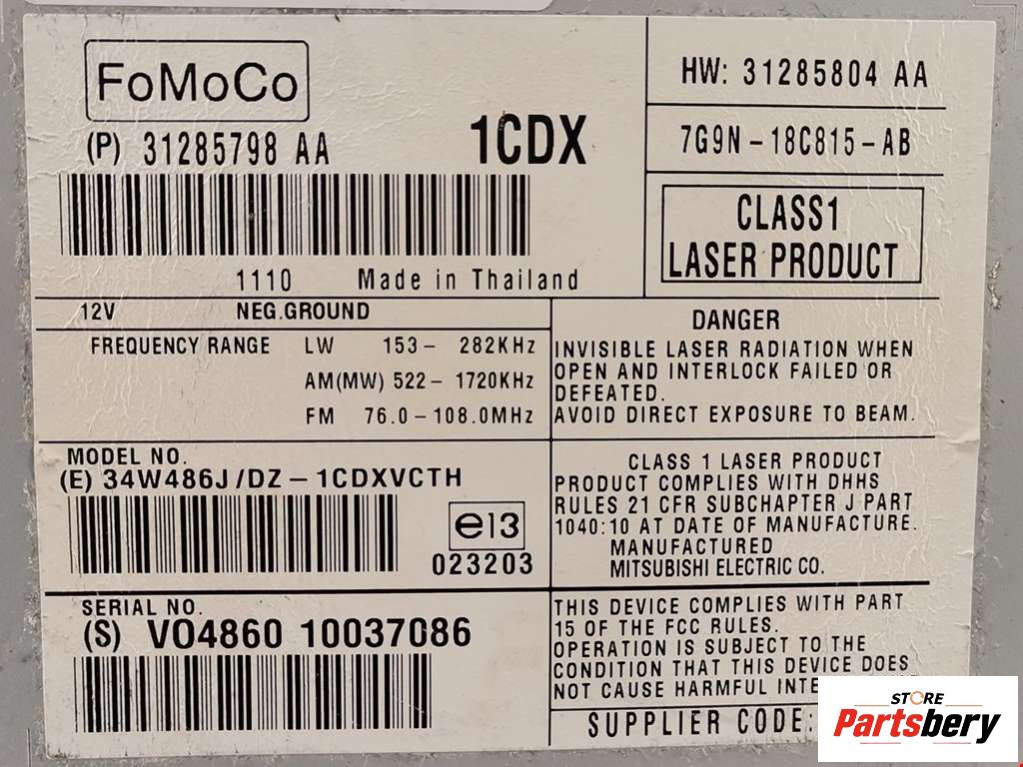 FoMoCo
(P) 31285798 AA
1CDX
1110 Made in Thailand
HW: 31285804 AA
7G9N-18C815-AB
CLASS1
LASER PRODUCT
12V NEG.GROUND
FREQUENCY RANGE LW 153- 282KHz
AM(MW) 522- 1720KHz
FM 76.0-108.0MHz
DANGER
INVISIBLE LASER RADIATION WHEN
OPEN AND INTERLOCK FAILED OR
DEFEATED.
AVOID DIRECT EXPOSURE TO BEAM.
MODEL NO.
(E) 34W486J/DZ-1CDXVCTH
e13
023203
CLASS 1 LASER PRODUCT
PRODUCT COMPLIES WITH DHHS
RULES 21 CFR SUBCHAPTER J PART
1040:10 AT DATE OF MANUFACTURE.
MANUFACTURED
MITSUBISHI ELECTRIC CO.
SERIAL NO.
(S) VO4860 10037086
THIS DEVICE COMPLIES WITH PART
15 OF THE FCC RULES.
OPERATION IS SUBJECT TO THE
CONDITION THAT THIS DEVICE DOES
NOT CAUSE HARMFUL
SUPPLIER CODE:
STORE
Partsbery